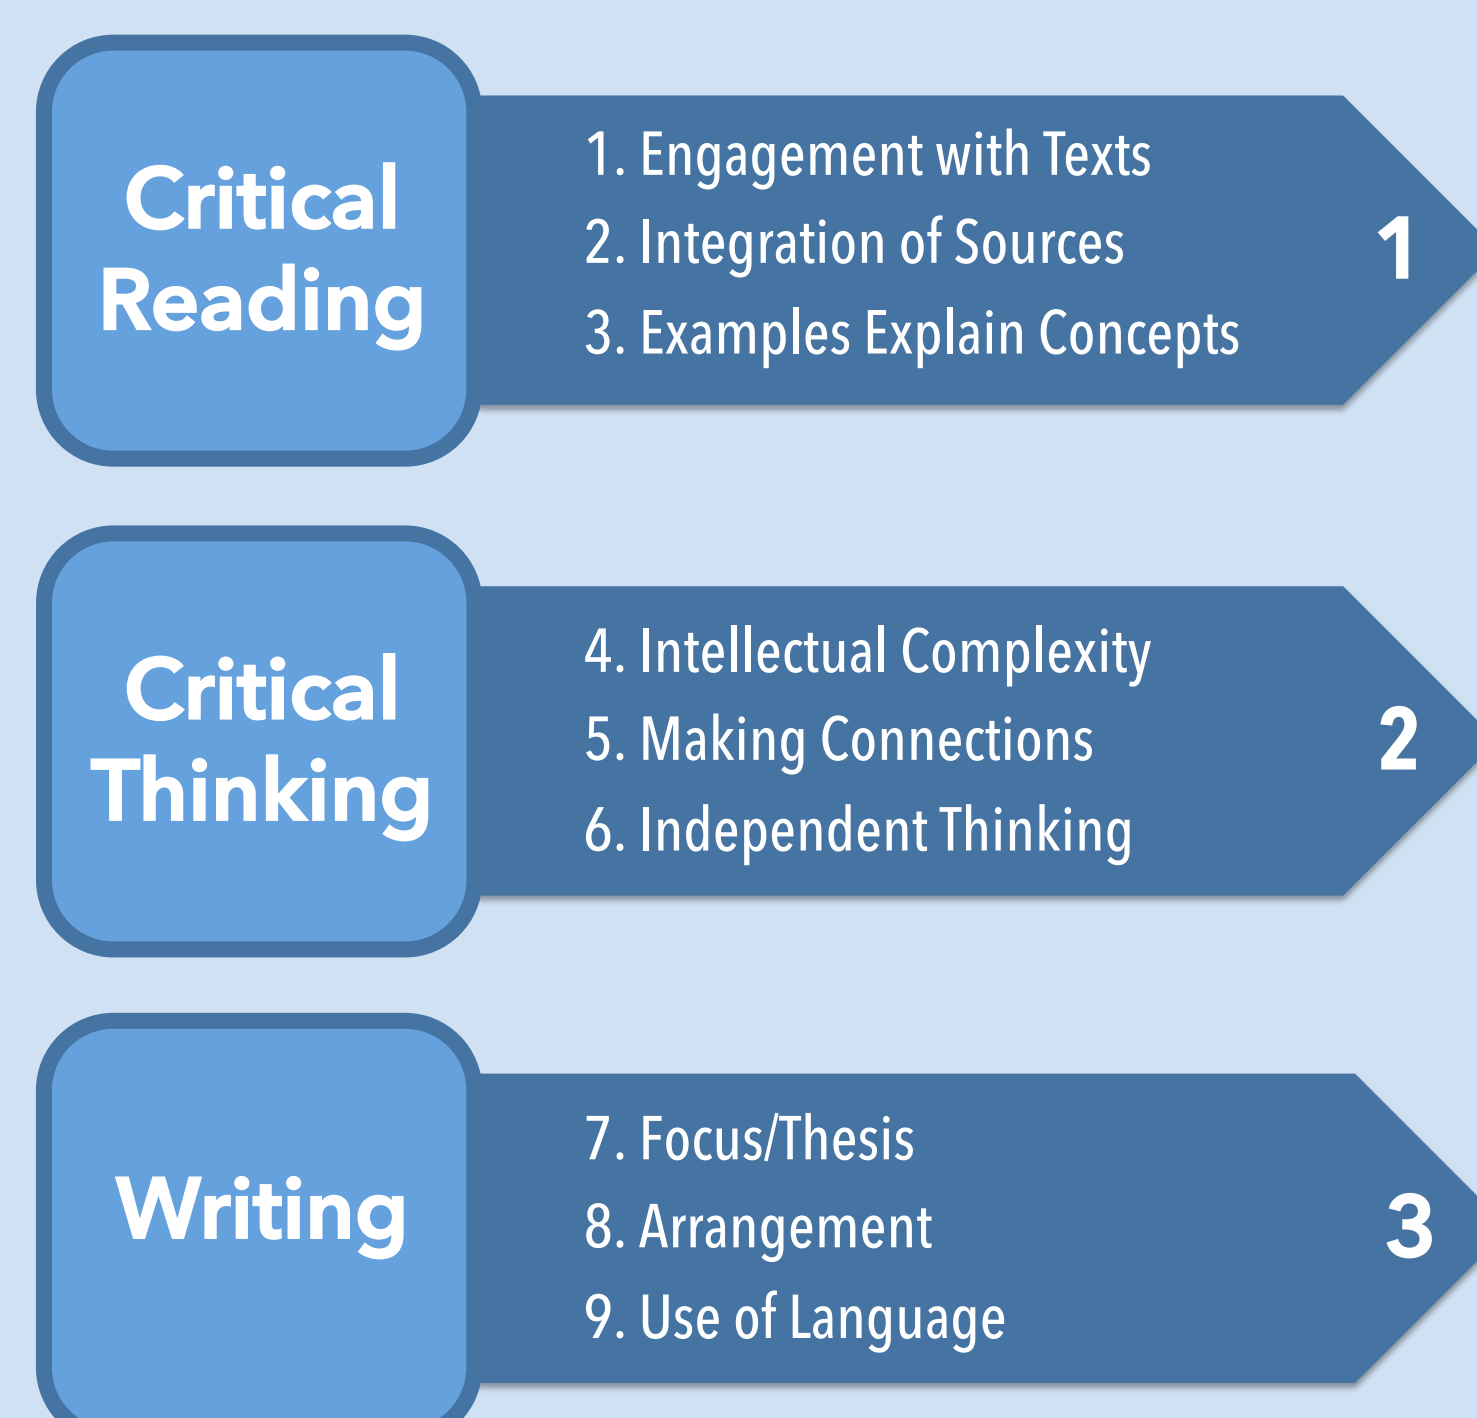 Critical
Reading
1. Engagement with Texts
2. Integration of Sources
3. Examples Explain Concepts
1
Critical
Thinking
4. Intellectual Complexity
5. Making Connections
6. Independent Thinking
2
Writing
7. Focus/Thesis
8. Arrangement
9. Use of Language
3